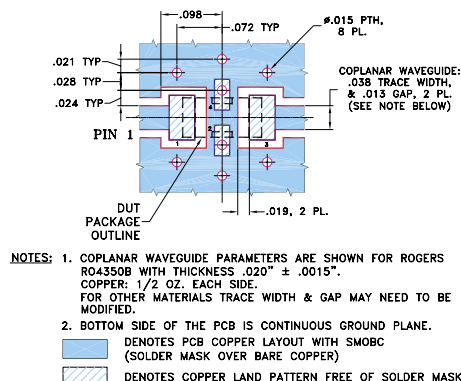 .098
.072 TYP
ø.015 PTH,
8 PL.
.021 TYP
.028 TYP
.024 TYP
COPLANAR WAVEGUIDE:
.038 TRACE WIDTH,
& .013 GAP, 2 PL.
(SEE NOTE BELOW)
PIN 1
4
2
1
3
DUT
PACKAGE
OUTLINE
.019, 2 PL.
NOTES: 1. COPLANAR WAVEGUIDE PARAMETERS ARE SHOWN FOR ROGERS
RO4350B WITH THICKNESS .020" ± .0015".
COPPER: 1/2 OZ. EACH SIDE.
FOR OTHER MATERIALS TRACE WIDTH & GAP MAY NEED TO BE
MODIFIED.
2. BOTTOM SIDE OF THE PCB IS CONTINUOUS GROUND PLANE.
DENOTES PCB COPPER LAYOUT WITH SMOBC
(SOLDER MASK OVER BARE COPPER)
DENOTES COPPER LAND PATTERN FREE OF SOLDER MASK